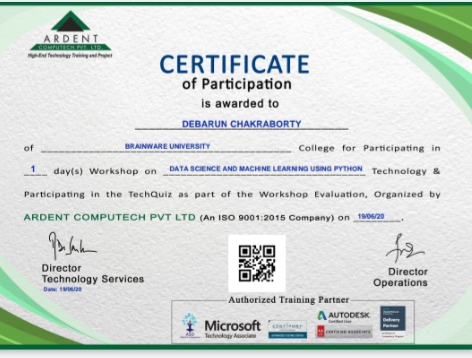 ARDENT
COMPUTECH PVT. LTD.
High-End Technology Training and Project
CERTIFICATE
of Participation
is awarded to
DEBARUN CHAKRABORTY
of BRAINWARE UNIVERSITY College for Participating in
1 day(s) Workshop on DATA SCIENCE AND MACHINE LEARNING USING PYTHON Technology &
Participating in the TechQuiz as part of the Workshop Evaluation, Organized by
ARDENT COMPUTECH PVT LTD (An ISO 9001:2015 Company) on 19/06/20 .
Director
Technology Services
Date: 19/06/20
Director
Operations
Authorized Training Partner
Microsoft
Technology Associate
AUTODESK
Certified User
Delivery
Partner